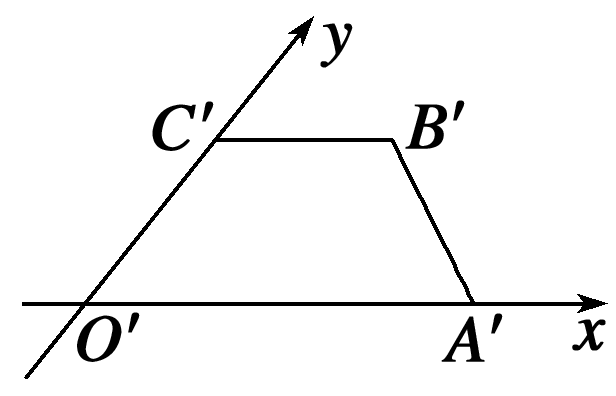 y
C′ B′
O′ A′ x